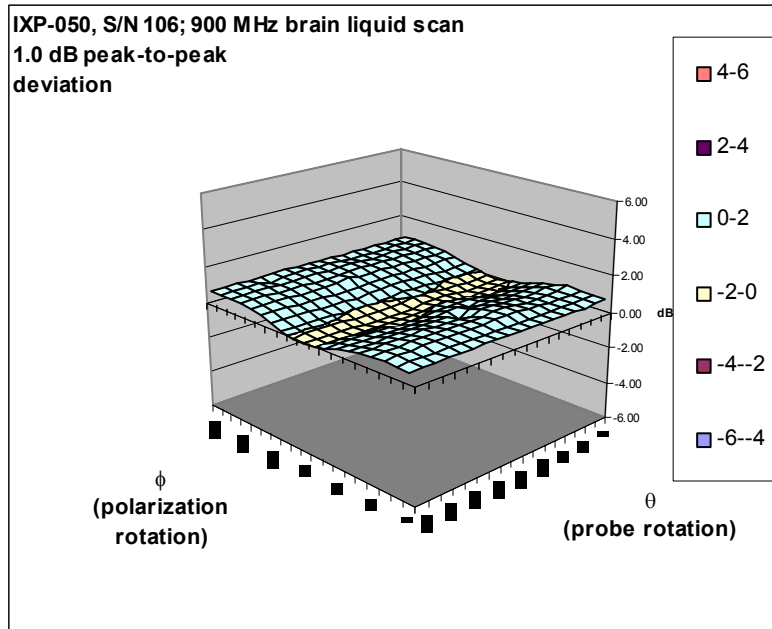 IXP-050, S/N 106; 900 MHz brain liquid scan
1.0 dB peak-to-peak
deviation
4-6
2-4
0-2
-2-0
-4--2
-6--4
6.00
4.00
2.00
0.00
-2.00
-4.00
-6.00
dB
ϕ
(polarization
rotation)
θ
(probe rotation)